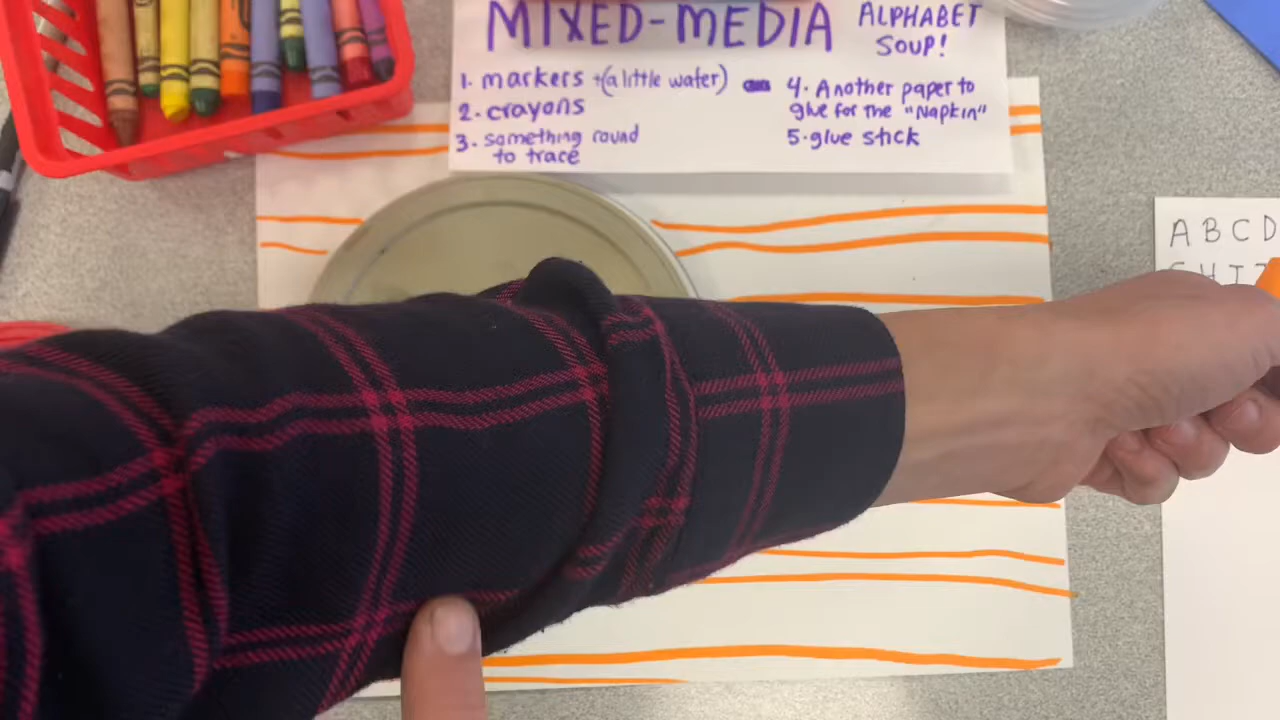 MIXED-MEDIA ALPHABET SOUP!
1. markers +(a little water)
2. crayons
3. something round
to trace
4. Another paper to
glue for the "Napkin"
5. glue stick
A B C D
G H I J